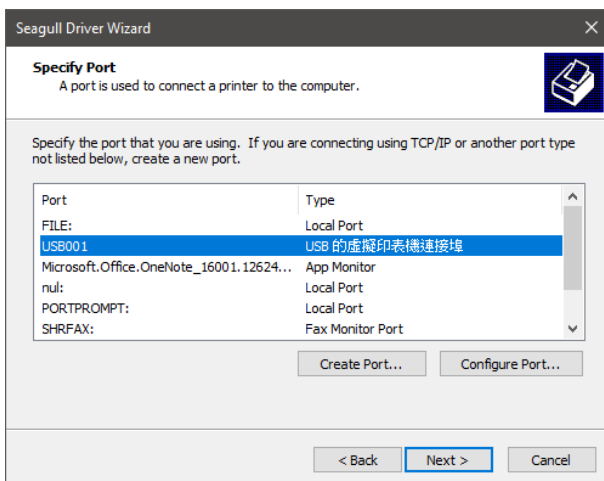 Seagull Driver Wizard
Specify Port
A port is used to connect a printer to the computer.
Specify the port that you are using. If you are connecting using TCP/IP or another port type
not listed below, create a new port.
Port Type
FILE: Local Port
USB001 USB 的虛擬印表機連接埠
Microsoft.Office.OneNote_16001.12624... App Monitor
nul: Local Port
PORTPROMPT: Local Port
SHRFAX: Fax Monitor Port
Create Port... Configure Port...
< Back Next > Cancel